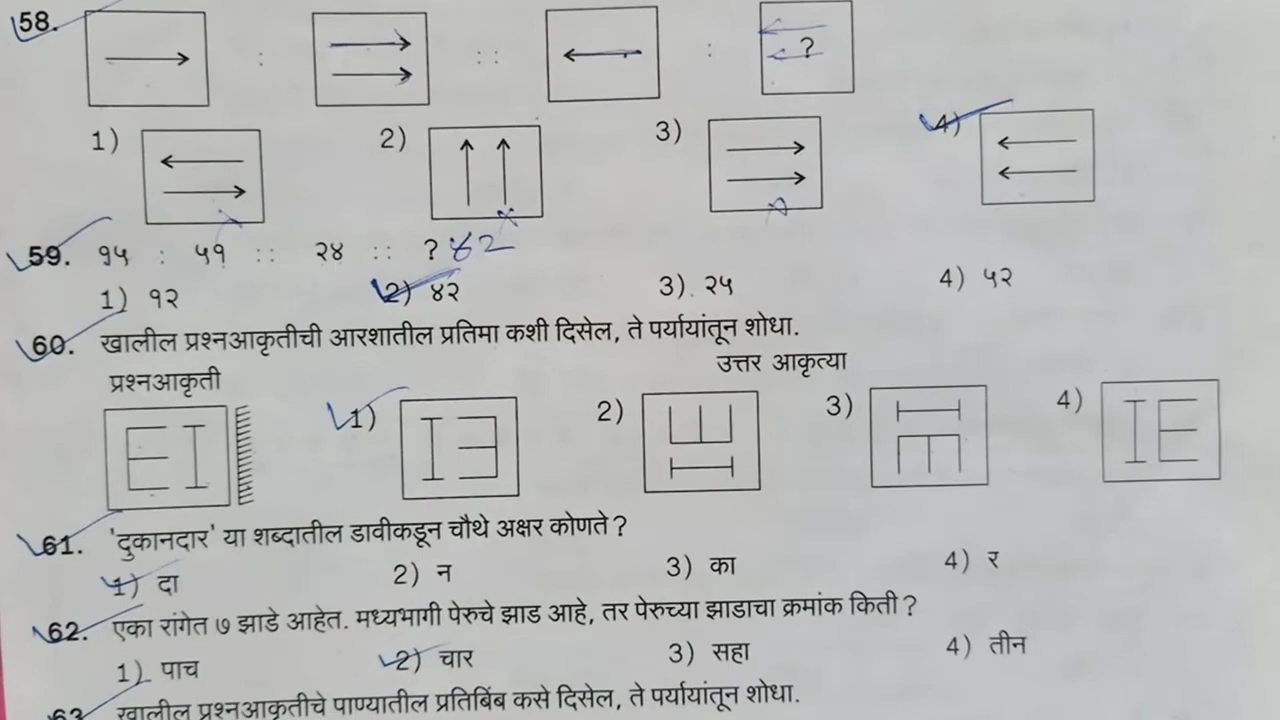 58. : :: : ?
1) 2) 3) 4)
59. १५ : ५१ :: २४ :: ? ४२
1) १२ 2) ४२ 3). २५ 4) ५२
60. खालील प्रश्नआकृतीची आरशातील प्रतिमा कशी दिसेल, ते पर्यायांतून शोधा.
प्रश्नआकृती उत्तर आकृत्या
1) 2) 3) 4)
61. 'दुकानदार' या शब्दातील डावीकडून चौथे अक्षर कोणते ?
1) दा 2) न 3) का 4) र
62. एका रांगेत ७ झाडे आहेत. मध्यभागी पेरुचे झाड आहे, तर पेरुच्या झाडाचा क्रमांक किती ?
1) पाच 2) चार 3) सहा 4) तीन
63. खालील प्रश्नआकृतीचे पाण्यातील प्रतिबिंब कसे दिसेल, ते पर्यायांतून शोधा.